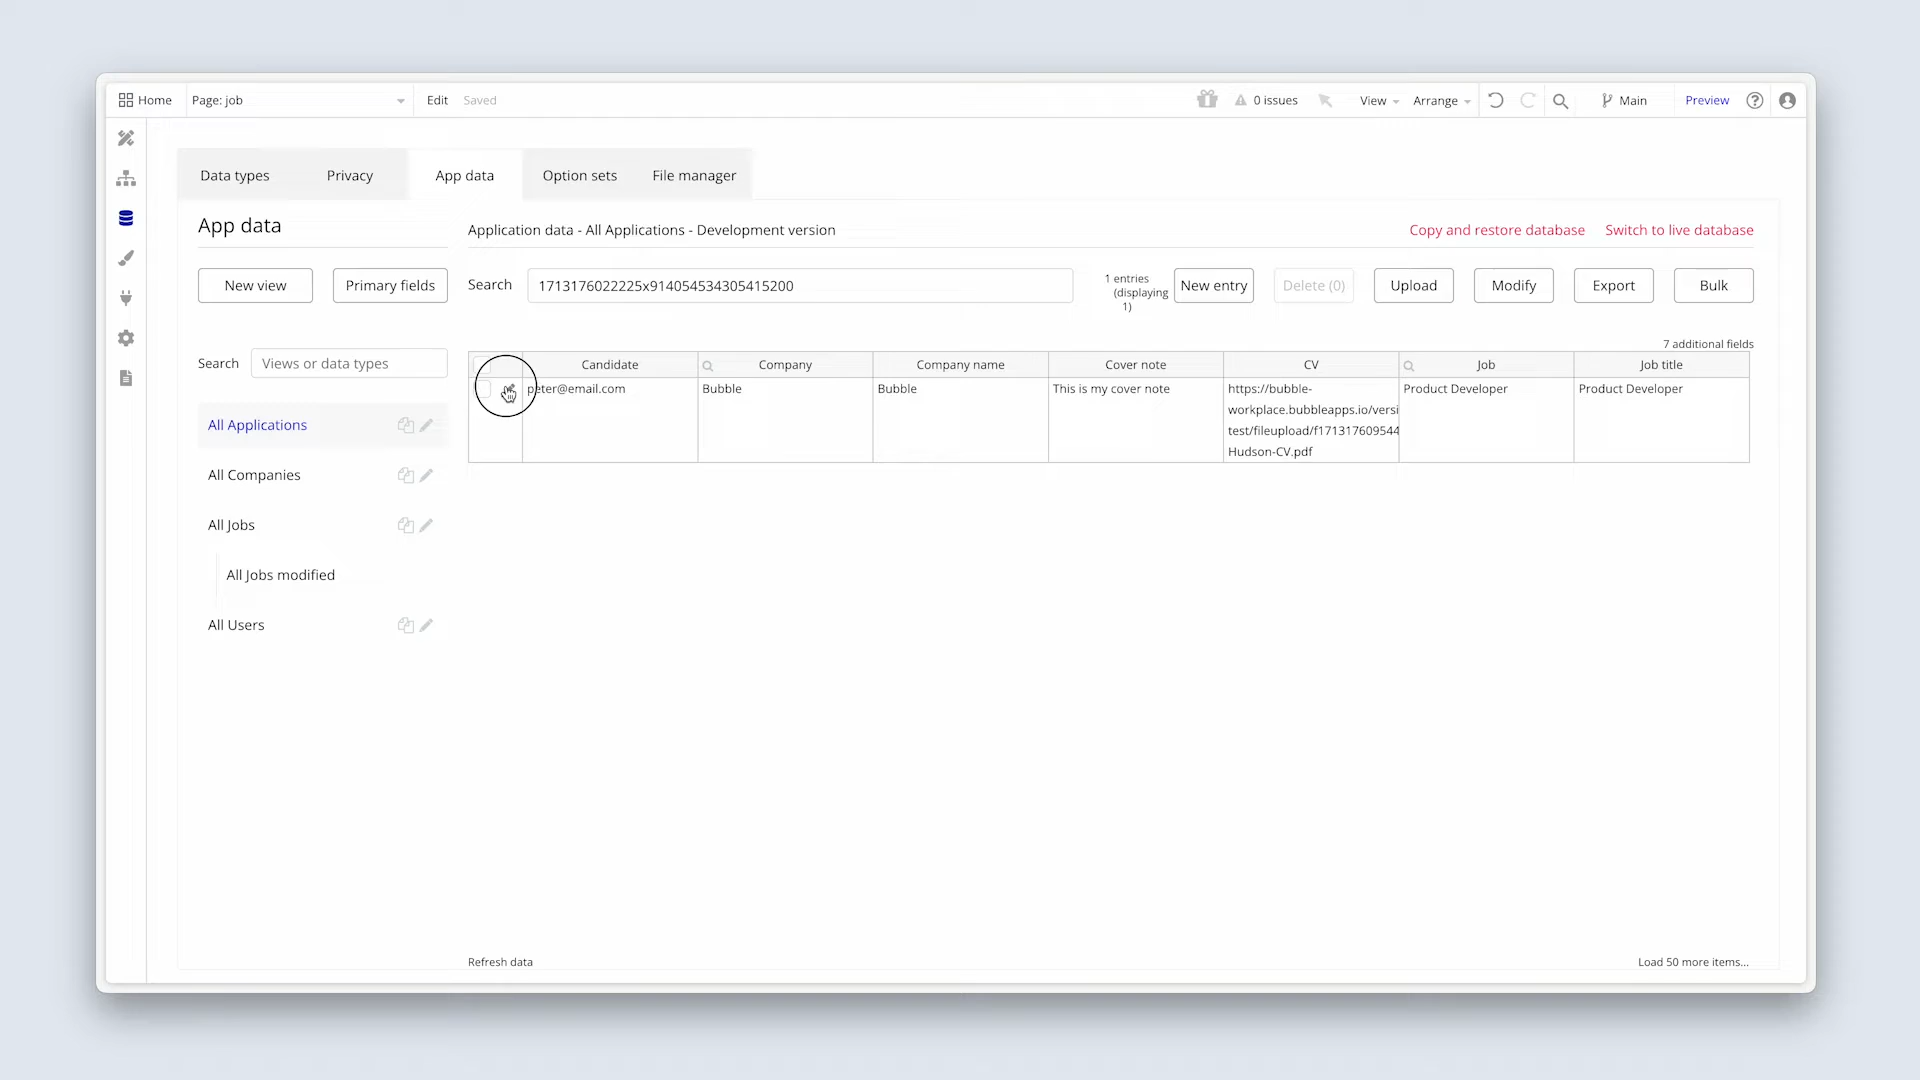 Home
Page: job
Edit
Saved
0 issues
View
Arrange
Main
Preview
Data types
Privacy
App data
Option sets
File manager
App data
Application data - All Applications - Development version
Copy and restore database
Switch to live database
New view
Primary fields
Search
1713176022225x914054534305415200
1 entries
(displaying
1)
New entry
Delete (0)
Upload
Modify
Export
Bulk
7 additional fields
Search
Views or data types
Candidate
Company
Company name
Cover note
CV
Job
Job title
peter@email.com
Bubble
Bubble
This is my cover note
https://bubble-
workplace.bubbleapps.io/versi
test/fileupload/f171317609544
Hudson-CV.pdf
Product Developer
Product Developer
All Applications
All Companies
All Jobs
All Jobs modified
All Users
Refresh data
Load 50 more items...